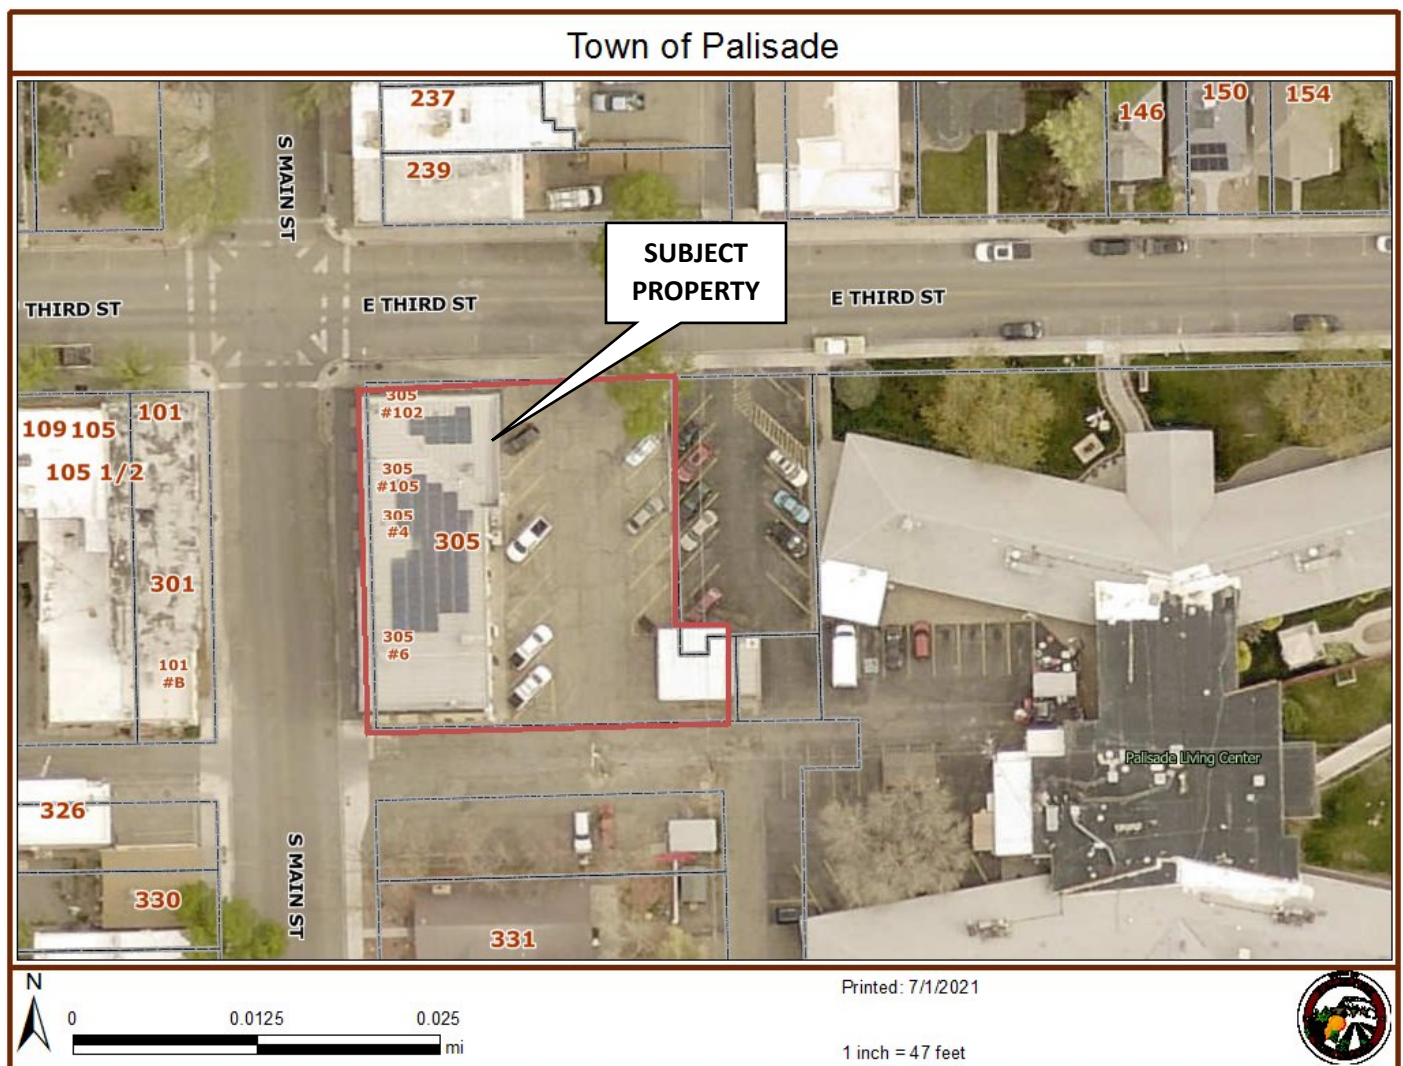 Town of Palisade
237
239
146
150
154
S MAIN ST
SUBJECT
PROPERTY
THIRD ST
E THIRD ST
E THIRD ST
109 105
101
105 1/2
301
101
#B
305
#102
305
#105
305
#4
305
305
#6
326
330
331
S MAIN ST
Palisade Living Center
N
0
0.0125
0.025
mi
Printed: 7/1/2021
1 inch = 47 feet